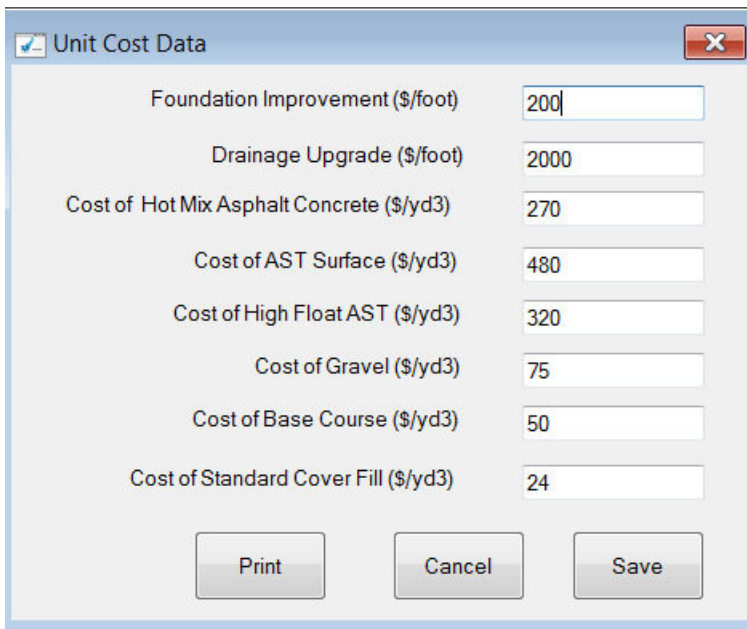 Unit Cost Data
Foundation Improvement ($/foot) 200
Drainage Upgrade ($/foot) 2000
Cost of Hot Mix Asphalt Concrete ($/yd3) 270
Cost of AST Surface ($/yd3) 480
Cost of High Float AST ($/yd3) 320
Cost of Gravel ($/yd3) 75
Cost of Base Course ($/yd3) 50
Cost of Standard Cover Fill ($/yd3) 24
Print Cancel Save